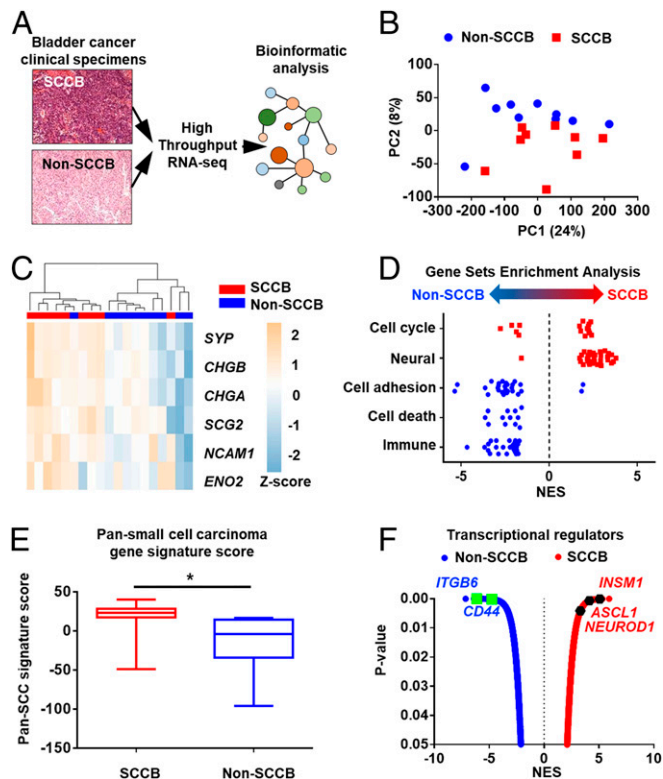 A
Bladder cancer
clinical specimens
SCCB
Non-SCCB
High
Throughput
RNA-seq
Bioinformatic
analysis
B
Non-SCCB SCCB
PC2 (8%)
100
50
0
-50
-100
-300 -200 -100 0 100 200 300
PC1 (24%)
C
SCCB
Non-SCCB
SYP
CHGB
CHGA
SCG2
NCAM1
ENO2
2
1
0
-1
-2
Z-score
D
Gene Sets Enrichment Analysis
Non-SCCB SCCB
Cell cycle
Neural
Cell adhesion
Cell death
Immune
-5 0 5
NES
E
Pan-small cell carcinoma
gene signature score
*
Pan-SCC signature score
50
0
-50
-100
-150
SCCB Non-SCCB
F
Transcriptional regulators
Non-SCCB SCCB
ITGB6
CD44
INSM1
ASCL1
NEUROD1
P-value
0.00
0.01
0.02
0.03
0.04
0.05
-10 -5 0 5 10
NES